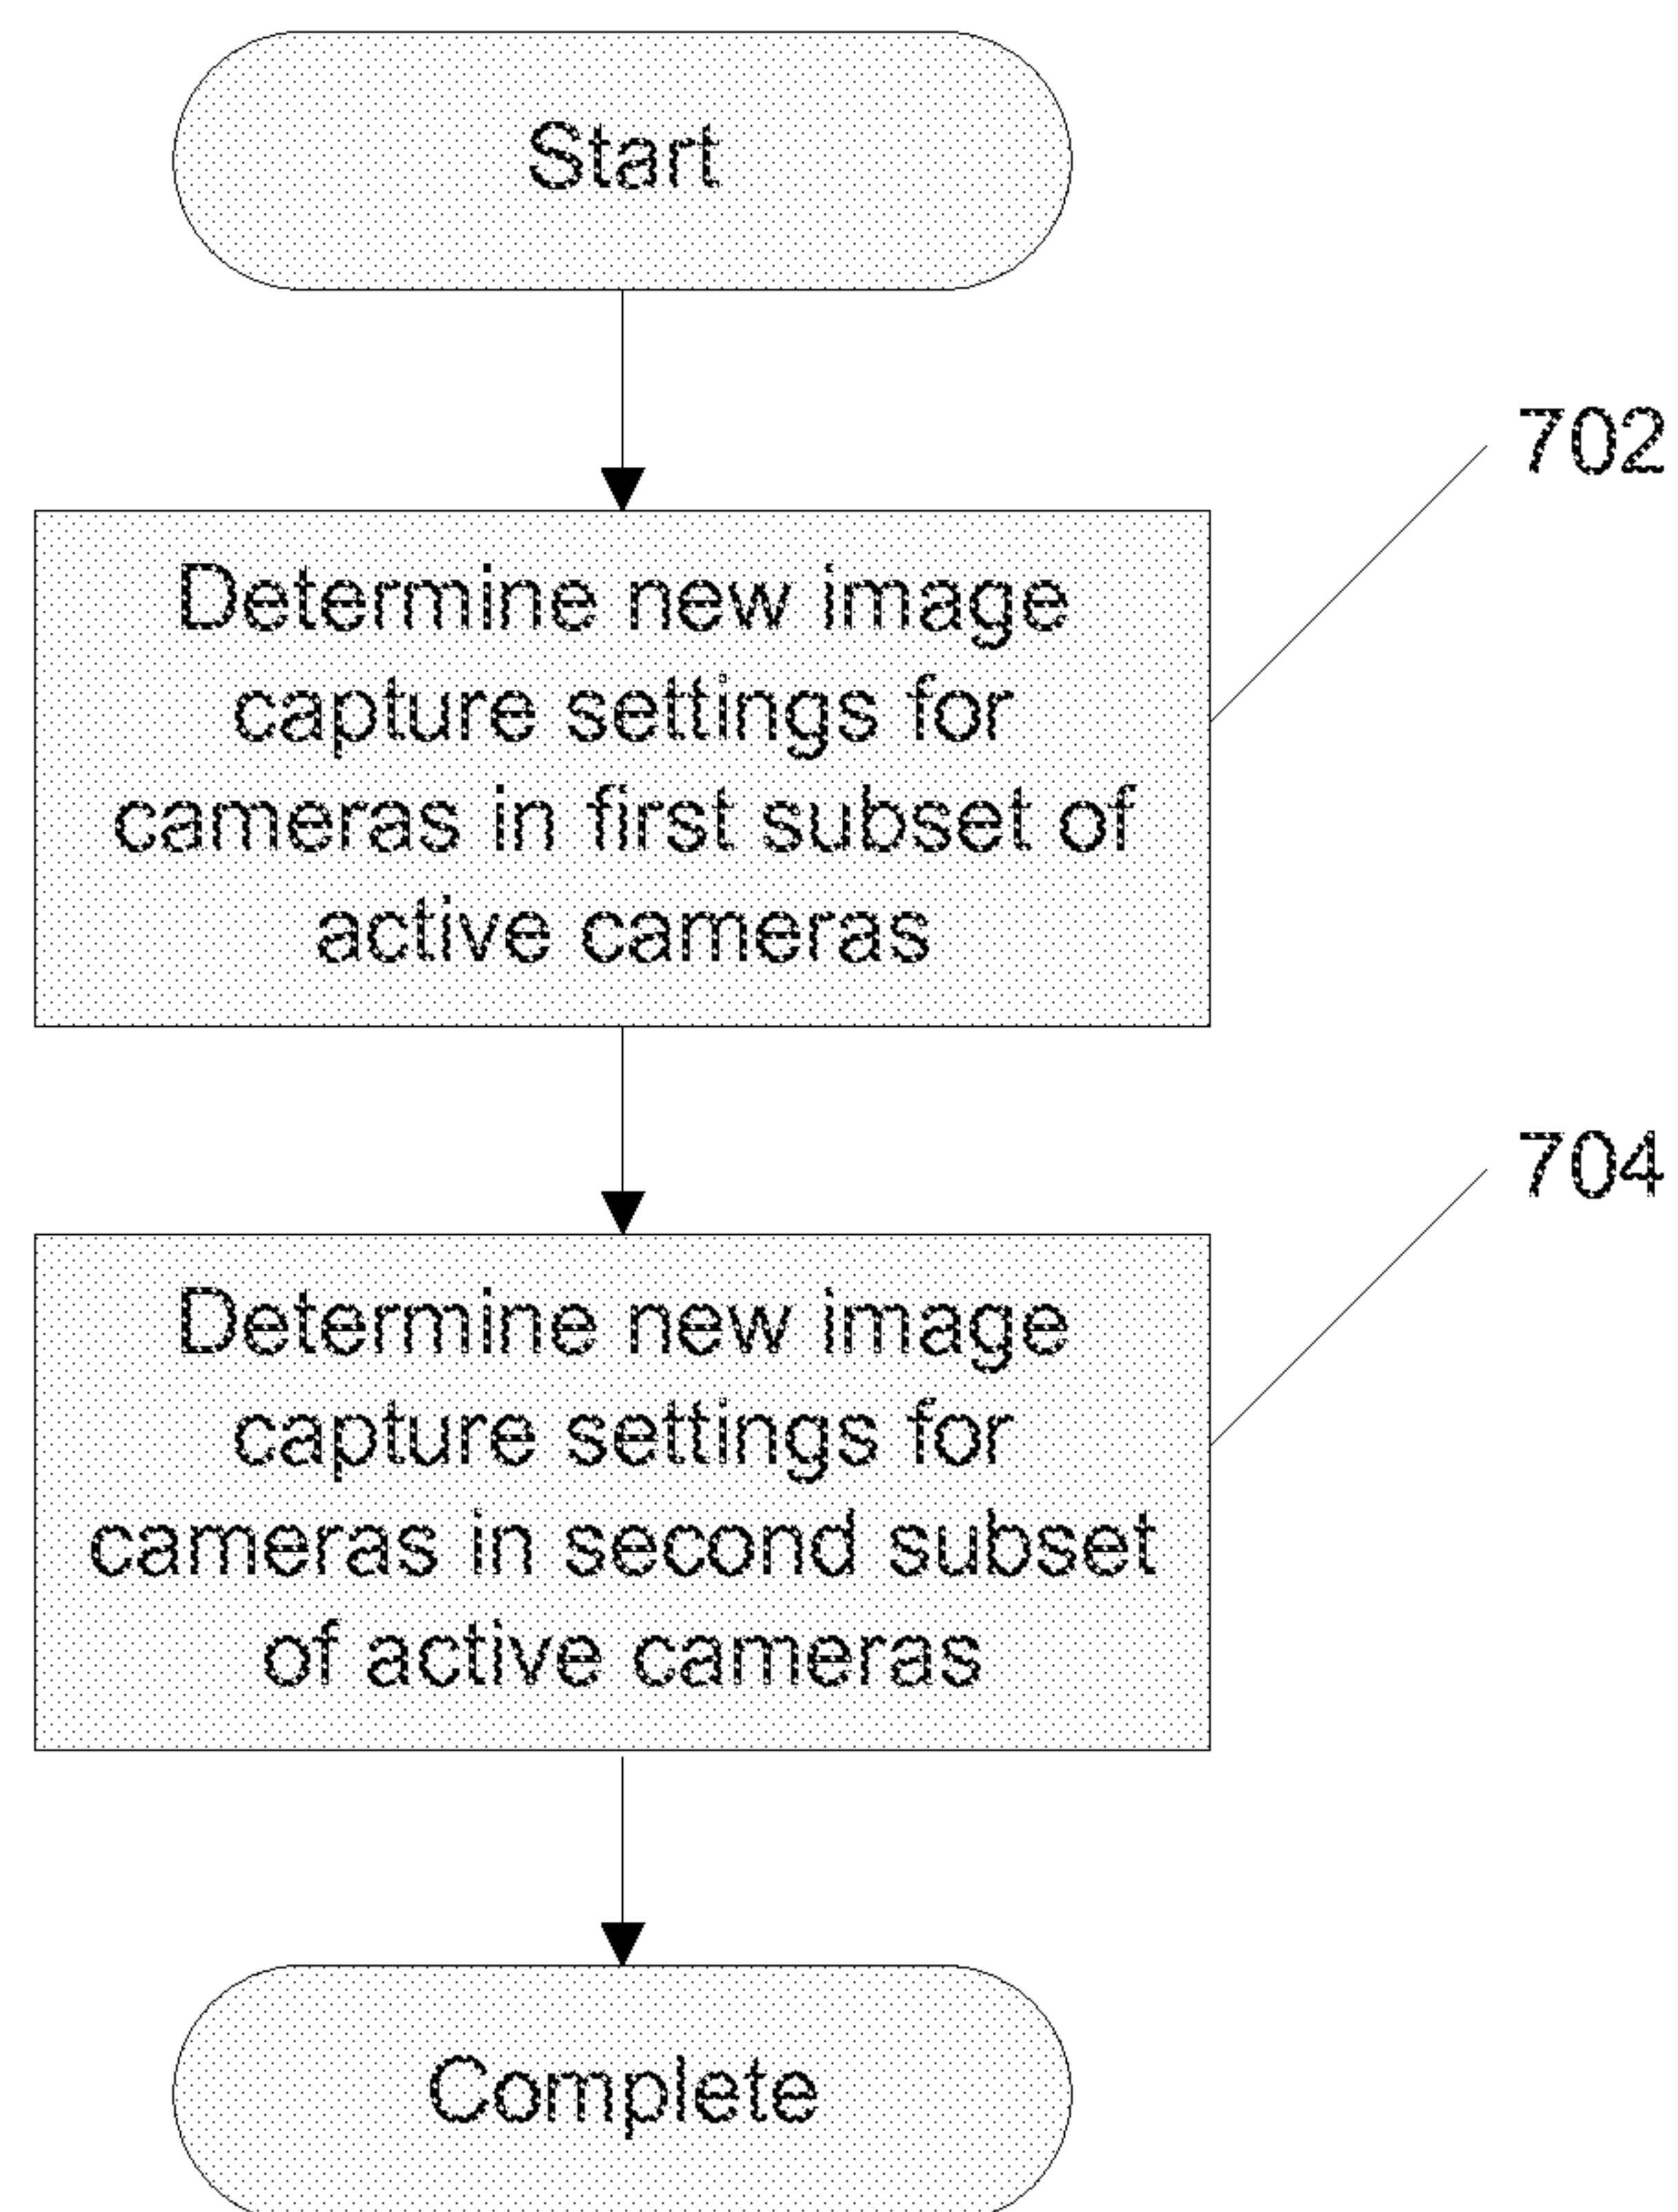 Start
702
Determine new image
capture settings for
cameras in first subset of
active cameras
704
Determine new image
capture settings for
cameras in second subset
of active cameras
Complete